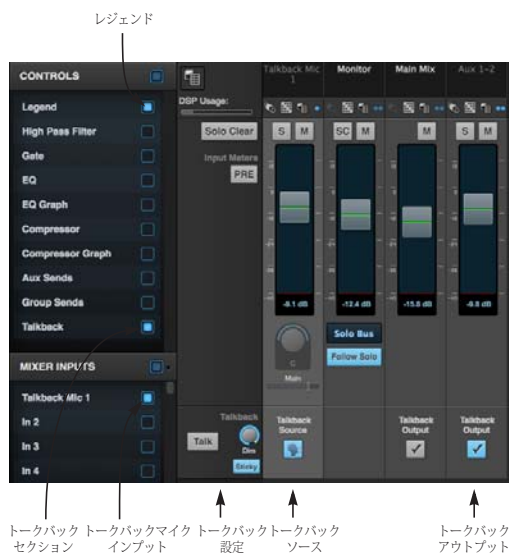 レジェンド
CONTROLS
Legend
High Pass Filter
Gate
EQ
EQ Graph
Compressor
Compressor Graph
Aux Sends
Group Sends
Talkback
MIXER INPUTS
Talkback Mic 1
In 2
In 3
In 4
DSP Usage:
Solo Clear
Input Meters
PRE
Talkback
Talk
Dim
Sticky
Talkback Mic
1
S M
-9.1 dB
C
Main
Talkback
Source
Monitor
SC M
-12.4 dB
Solo Bus
Follow Solo
Main Mix
M
-15.8 dB
Talkback
Output
Aux 1-2
S M
Talkback
Output
トークバック
セクション
トークバックマイク
インプット
トークバック
設定
トークバック
ソース
トークバック
アウトプット